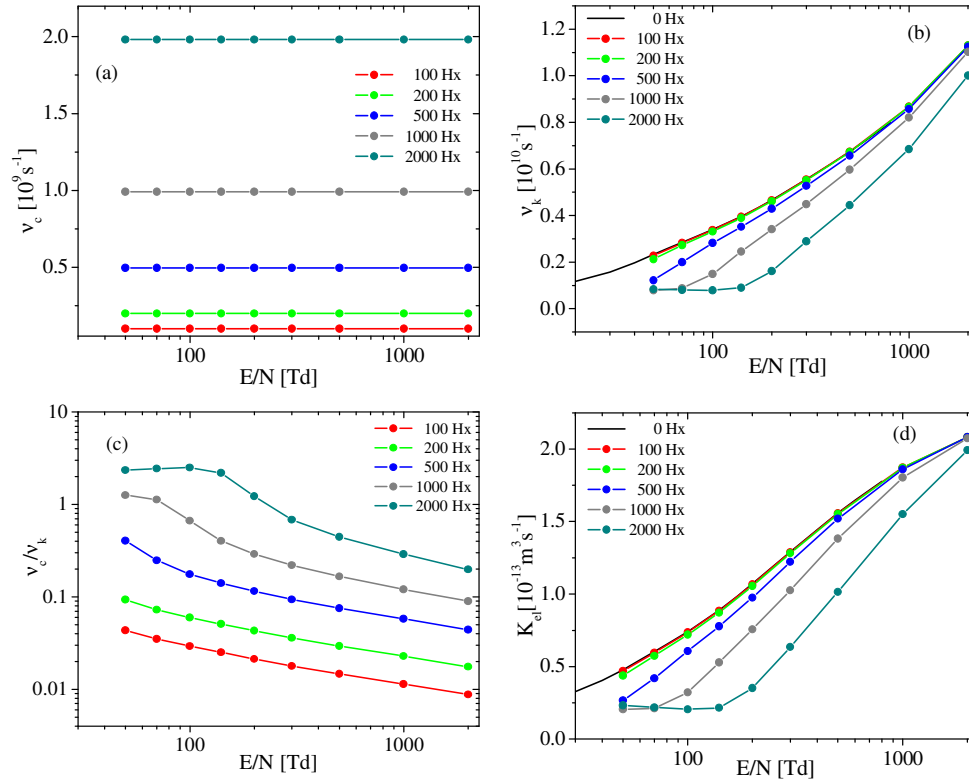 (a)
100 Hx
200 Hx
500 Hx
1000 Hx
2000 Hx
2.0
1.5
1.0
0.5
ν_c [10^9 s^-1]
100
1000
E/N [Td]
(b)
0 Hx
100 Hx
200 Hx
500 Hx
1000 Hx
2000 Hx
1.2
1.0
0.8
0.6
0.4
0.2
0.0
ν_k [10^10 s^-1]
100
1000
E/N [Td]
(c)
100 Hx
200 Hx
500 Hx
1000 Hx
2000 Hx
10
1
0.1
0.01
ν_c/ν_k
100
1000
E/N [Td]
(d)
0 Hx
100 Hx
200 Hx
500 Hx
1000 Hx
2000 Hx
2.0
1.5
1.0
0.5
0.0
K_el[10^-13 m^3 s^-1]
100
1000
E/N [Td]